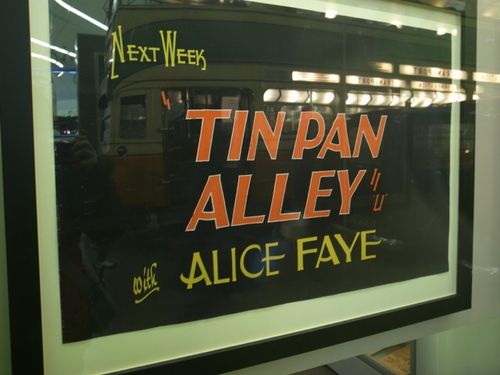 NEXT WEEK
TIN PAN
ALLEY "U"
with ALICE FAYE